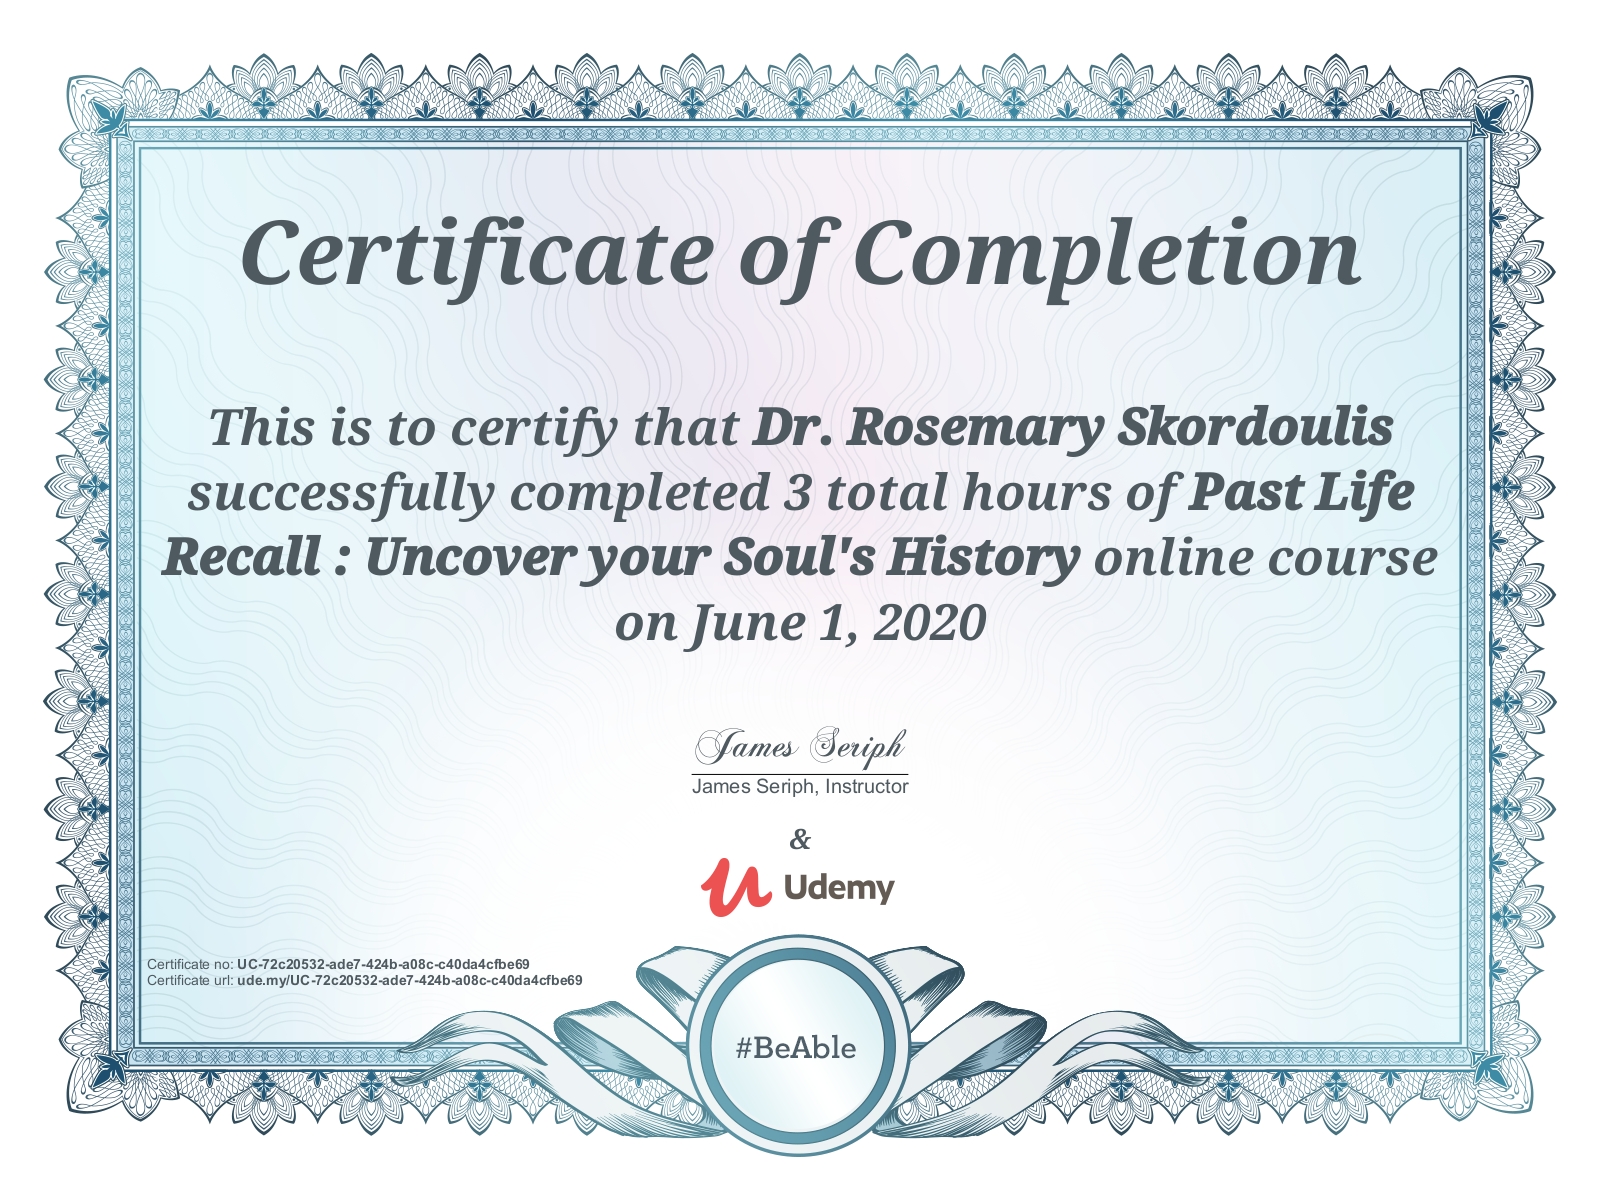 Certificate of Completion
This is to certify that Dr. Rosemary Skordoulis
successfully completed 3 total hours of Past Life
Recall : Uncover your Soul's History online course
on June 1, 2020
James Seriph
James Seriph, Instructor
&
Udemy
Certificate no: UC-72c20532-ade7-424b-a08c-c40da4cfbe69
Certificate url: ude.my/UC-72c20532-ade7-424b-a08c-c40da4cfbe69
#BeAble